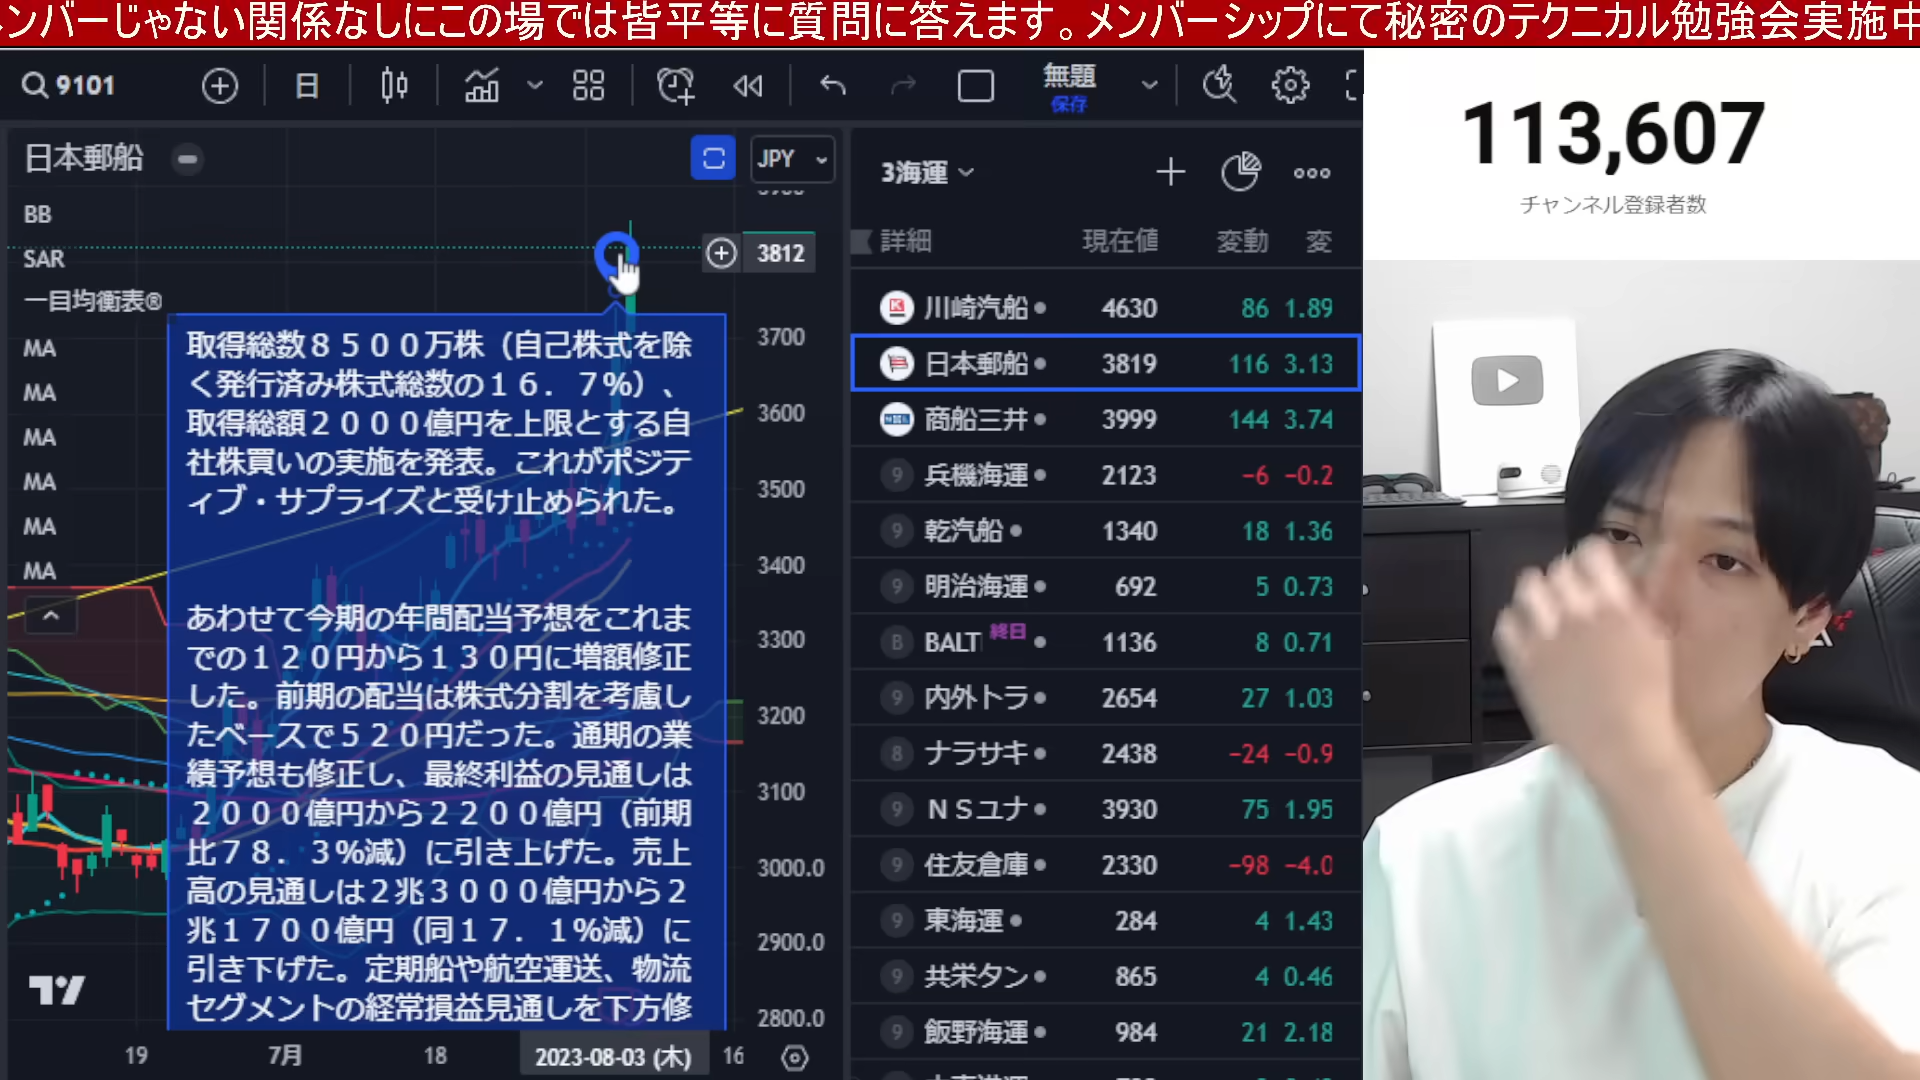 ンバーじゃない関係なしにこの場では皆平等に質問に答えます。メンバーシップにて秘密のテクニカル勉強会実施中
9101
日
無題
保存
日本郵船
JPY
BB
SAR
一目均衡表®
MA
MA
MA
MA
MA
MA
3812
3700
3600
3500
3400
3300
3200
3100
3000.0
2900.0
2800.0
取得総数８５００万株（自己株式を除
く発行済み株式総数の１６．７％）、
取得総額２０００億円を上限とする自
社株買いの実施を発表。これがポジテ
ィブ・サプライズと受け止められた。
あわせて今期の年間配当予想をこれま
での１２０円から１３０円に増額修正
した。前期の配当は株式分割を考慮し
たベースで５２０円だった。通期の業
績予想も修正し、最終利益の見通しは
２０００億円から２２００億円（前期
比７８．３％減）に引き上げた。売上
高の見通しは２兆３０００億円から２
兆１７００億円（同１７．１％減）に
引き下げた。定期船や航空運送、物流
セグメントの経常損益見通しを下方修
19
7月
18
2023-08-03 (木)
16
3海運
詳細 現在値 変動 変
川崎汽船 4630 86 1.89
日本郵船 3819 116 3.13
商船三井 3999 144 3.74
9 兵機海運 2123 −6 −0.2
9 乾汽船 1340 18 1.36
9 明治海運 692 5 0.73
B BALT 終日 1136 8 0.71
9 内外トラ 2654 27 1.03
8 ナラサキ 2438 −24 −0.9
9 ＮＳユナ 3930 75 1.95
9 住友倉庫 2330 −98 −4.0
9 東海運 284 4 1.43
9 共栄タン 865 4 0.46
9 飯野海運 984 21 2.18
113,607
チャンネル登録者数